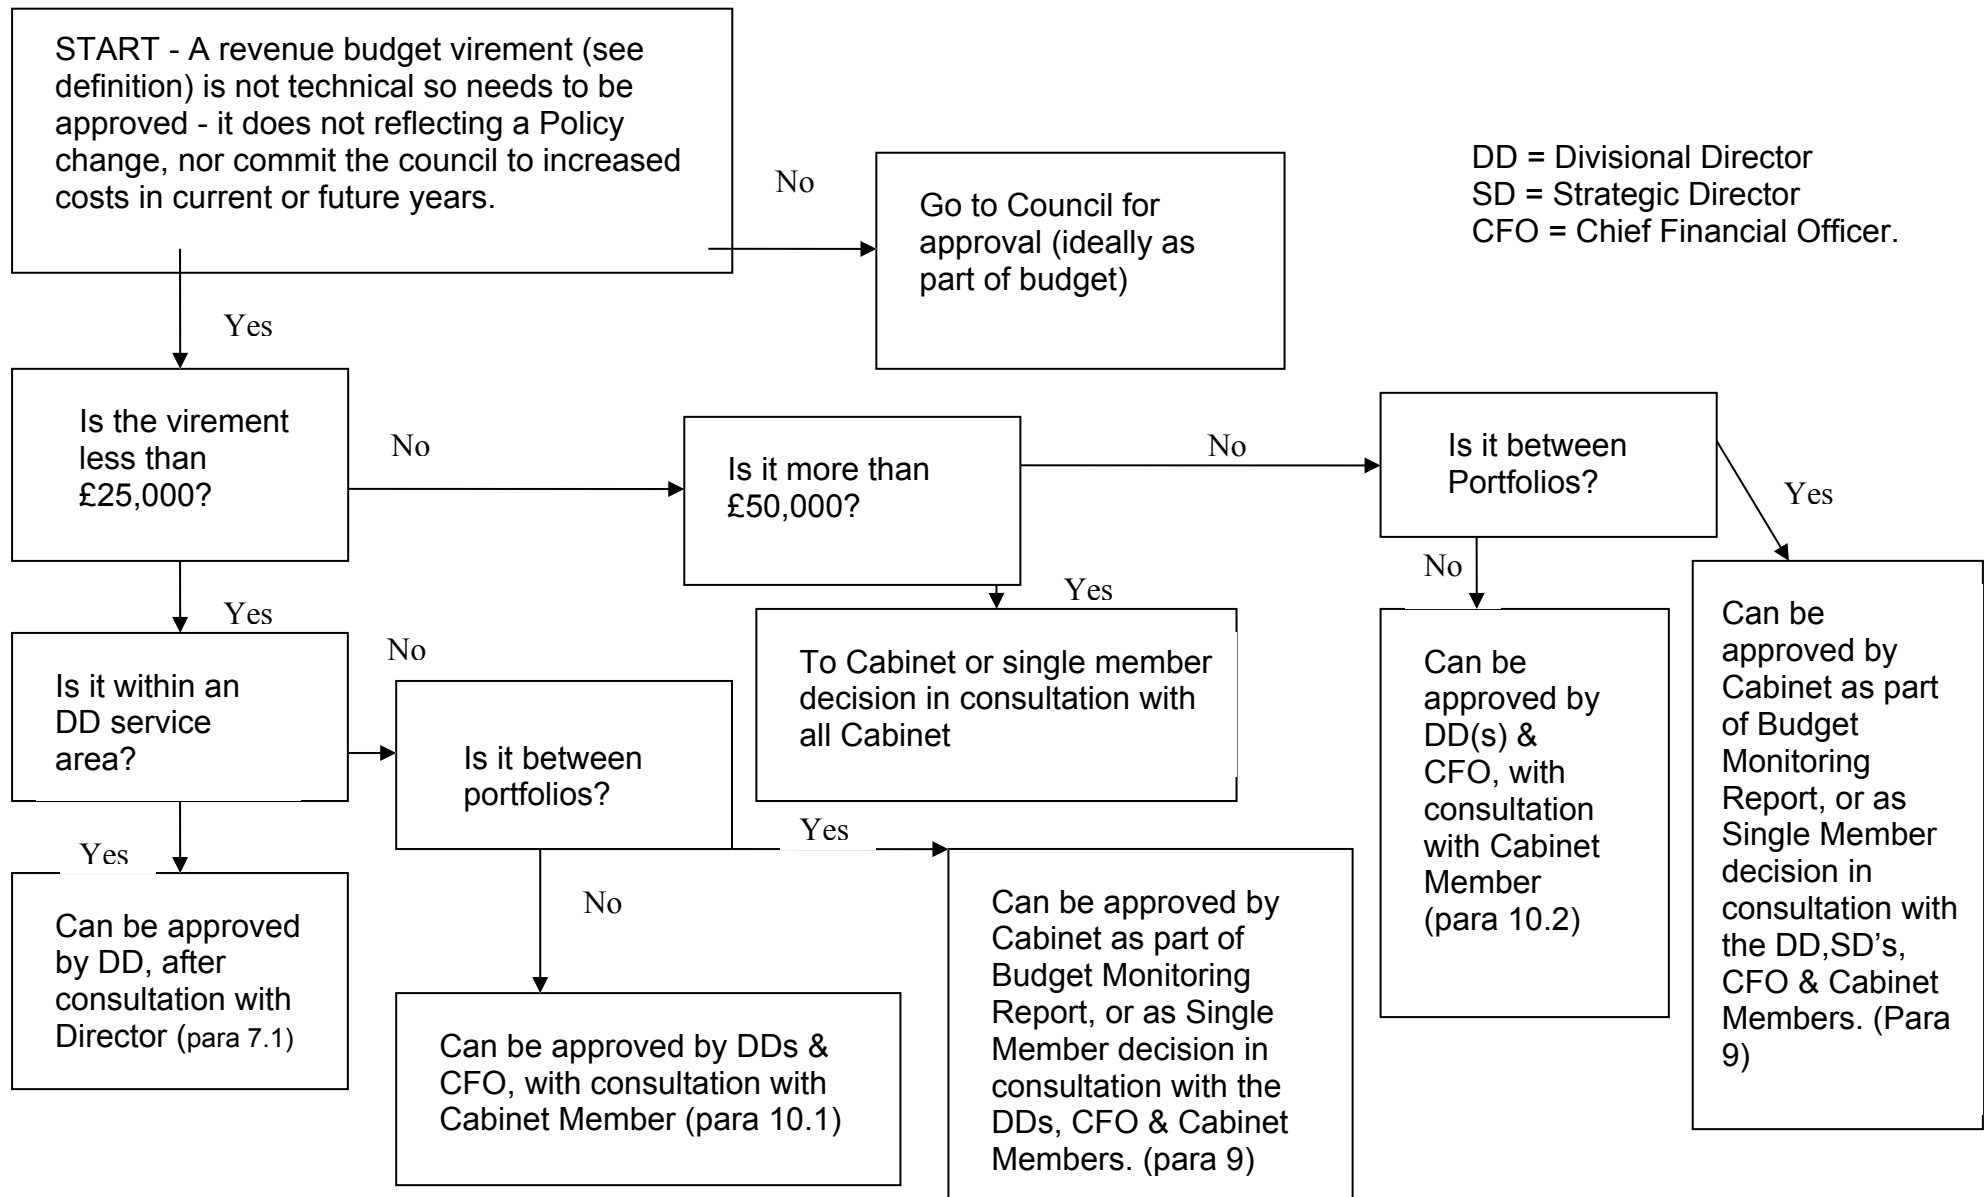 START - A revenue budget virement (see
definition) is not technical so needs to be
approved - it does not reflecting a Policy
change, nor commit the council to increased
costs in current or future years.
No
Go to Council for
approval (ideally as
part of budget)
DD = Divisional Director
SD = Strategic Director
CFO = Chief Financial Officer.
Yes
Is the virement
less than
£25,000?
No
Is it more than
£50,000?
No
Is it between
Portfolios?
Yes
No
Yes
Yes
Is it within an
DD service
area?
No
Is it between
portfolios?
To Cabinet or single member
decision in consultation with
all Cabinet
Can be
approved by
DD(s) &
CFO, with
consultation
with Cabinet
Member
(para 10.2)
Can be
approved by
Cabinet as part
of Budget
Monitoring
Report, or as
Single Member
decision in
consultation with
the DD,SD's,
CFO & Cabinet
Members. (Para
9)
Yes
Yes
No
Can be approved
by DD, after
consultation with
Director (para 7.1)
Can be approved by DDs &
CFO, with consultation with
Cabinet Member (para 10.1)
Can be approved by
Cabinet as part of
Budget Monitoring
Report, or as Single
Member decision in
consultation with the
DDs, CFO & Cabinet
Members. (para 9)